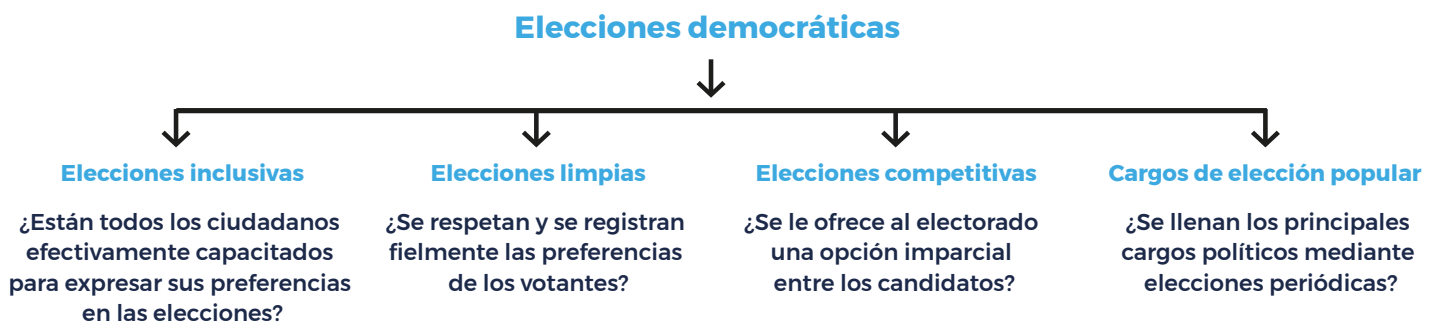 Elecciones democráticas
Elecciones inclusivas
¿Están todos los ciudadanos
efectivamente capacitados
para expresar sus preferencias
en las elecciones?
Elecciones limpias
¿Se respetan y se registran
fielmente las preferencias
de los votantes?
Elecciones competitivas
¿Se le ofrece al electorado
una opción imparcial
entre los candidatos?
Cargos de elección popular
¿Se llenan los principales
cargos políticos mediante
elecciones periódicas?